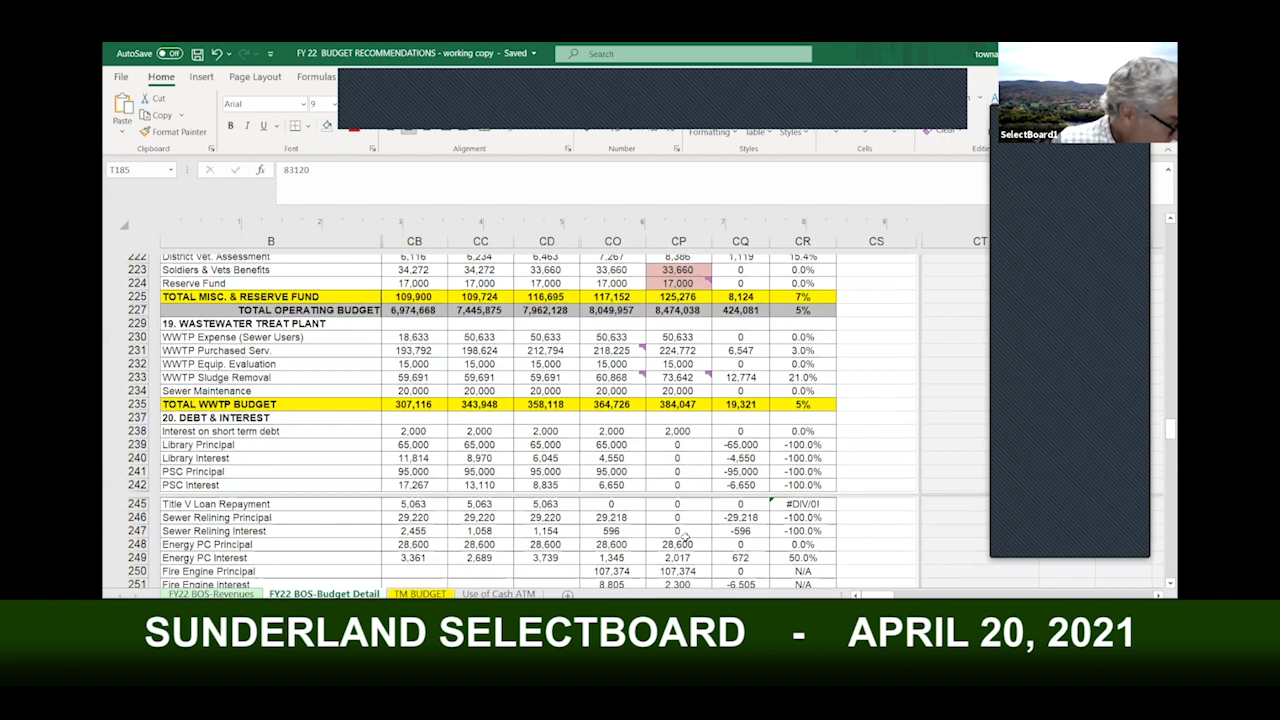 AutoSave Off FY 22 BUDGET RECOMMENDATIONS - working copy - Saved Search towna
File Home Insert Page Layout Formulas
Cut
Copy
Paste
Format Painter
Arial 9
B I U
Formatting Table Styles Clear
SelectBoard1
Clipboard Font Alignment Number Styles Cells Editin
T185 fx 83120
1 2 3 4 5 6 7 8 9
B CB CC CD CO CP CQ CR CS CT
222 District Vet. Assessment 6,116 6,234 6,463 7,267 8,386 1,119 15.4%
223 Soldiers & Vets Benefits 34,272 34,272 33,660 33,660 33,660 0 0.0%
224 Reserve Fund 17,000 17,000 17,000 17,000 17,000 0 0.0%
225 TOTAL MISC. & RESERVE FUND 109,900 109,724 116,695 117,152 125,276 8,124 7%
227 TOTAL OPERATING BUDGET 6,974,668 7,445,875 7,962,128 8,049,957 8,474,038 424,081 5%
229 19. WASTEWATER TREAT PLANT
230 WWTP Expense (Sewer Users) 18,633 50,633 50,633 50,633 50,633 0 0.0%
231 WWTP Purchased Serv. 193,792 198,624 212,794 218,225 224,772 6,547 3.0%
232 WWTP Equip. Evaluation 15,000 15,000 15,000 15,000 15,000 0 0.0%
233 WWTP Sludge Removal 59,691 59,691 59,691 60,868 73,642 12,774 21.0%
234 Sewer Maintenance 20,000 20,000 20,000 20,000 20,000 0 0.0%
235 TOTAL WWTP BUDGET 307,116 343,948 358,118 364,726 384,047 19,321 5%
237 20. DEBT & INTEREST
238 Interest on short term debt 2,000 2,000 2,000 2,000 2,000 0 0.0%
239 Library Principal 65,000 65,000 65,000 65,000 0 -65,000 -100.0%
240 Library Interest 11,814 8,970 6,045 4,550 0 -4,550 -100.0%
241 PSC Principal 95,000 95,000 95,000 95,000 0 -95,000 -100.0%
242 PSC Interest 17,267 13,110 8,835 6,650 0 -6,650 -100.0%
245 Title V Loan Repayment 5,063 5,063 5,063 0 0 0 #DIV/0!
246 Sewer Relining Principal 29,220 29,220 29,220 29,218 0 -29,218 -100.0%
247 Sewer Relining Interest 2,455 1,058 1,154 596 0 -596 -100.0%
248 Energy PC Principal 28,600 28,600 28,600 28,600 28,600 0 0.0%
249 Energy PC Interest 3,361 2,689 3,739 1,345 2,017 672 50.0%
250 Fire Engine Principal 107,374 107,374 0 N/A
251 Fire Engine Interest 8,805 2,300 -6,505 N/A
FY22 BOS-Revenues FY22 BOS-Budget Detail TM BUDGET Use of Cash ATM
SUNDERLAND SELECTBOARD - APRIL 20, 2021